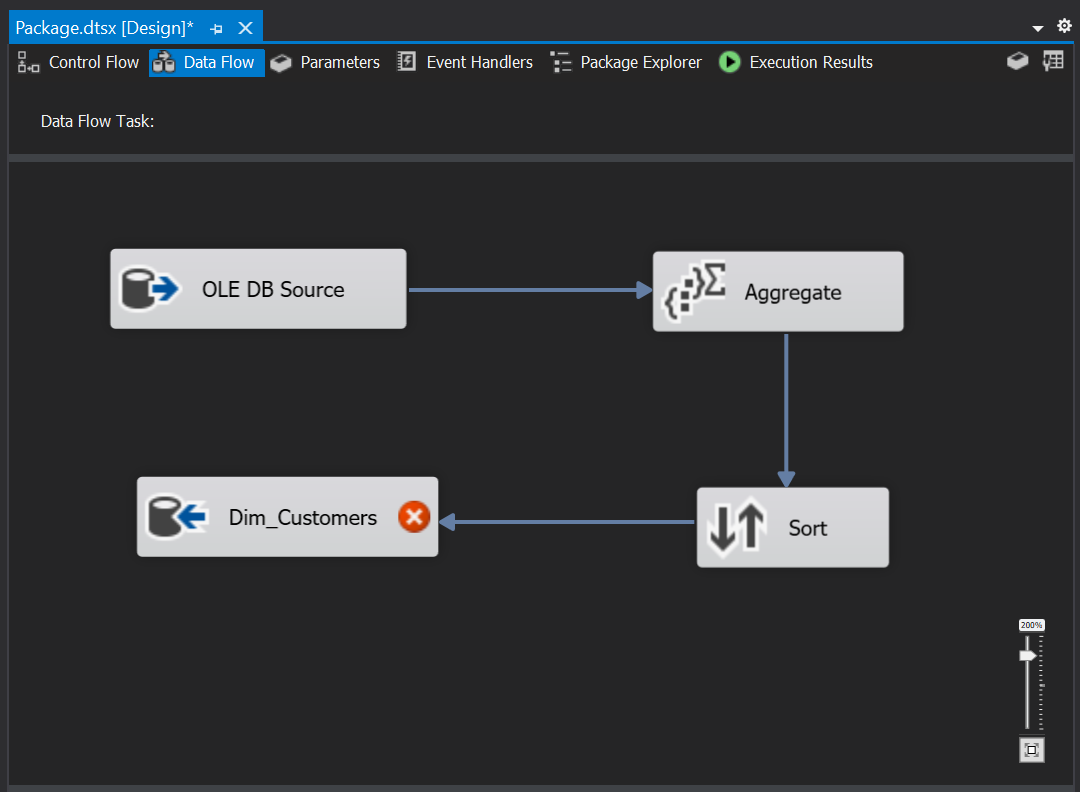 Package.dtsx [Design]*
Control Flow Data Flow Parameters Event Handlers Package Explorer Execution Results
Data Flow Task:
OLE DB Source
Aggregate
Dim_Customers
Sort
200%